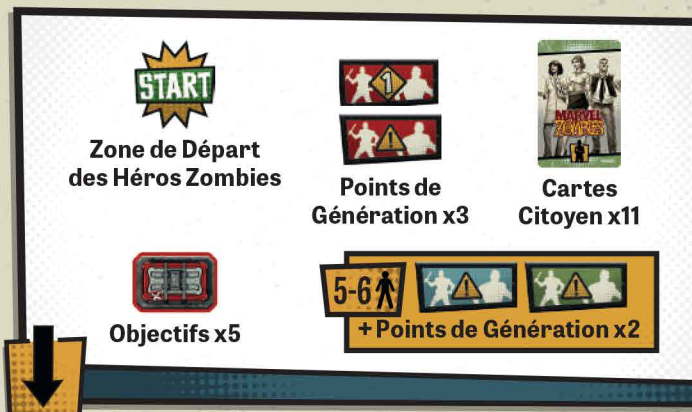 START
Zone de Départ
des Héros Zombies
1
Points de
Génération x3
MARVEL
ZOMBIES
Cartes
Citoyen x11
Objectifs x5
5-6
+ Points de Génération x2